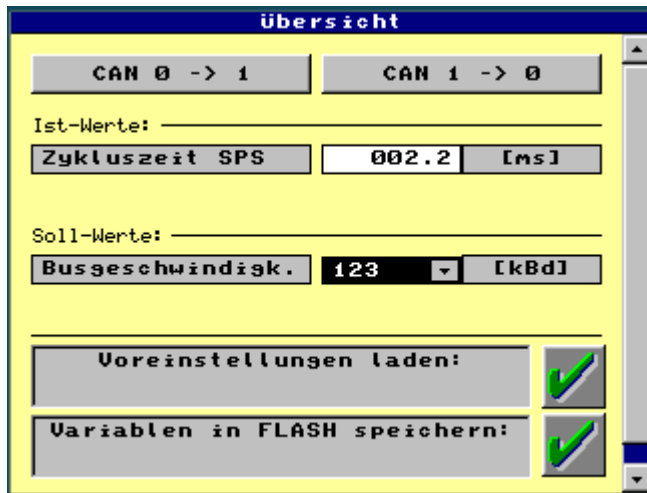 Übersicht
CAN 0 -> 1
CAN 1 -> 0
Ist-Werte:
Zykluszeit SPS 002.2 [ms]
Soll-Werte:
Busgeschwindigk. 123 [kBd]
Voreinstellungen laden:
Variablen in FLASH speichern: